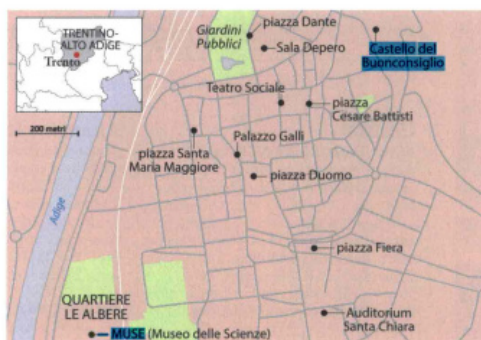 TRENTINO-
ALTO ADIGE
Trento
200 metri
Adige
Giardini
Pubblici
piazza Dante
Sala Depero
Castello del
Buonconsiglio
Teatro Sociale
piazza
Cesare Battisti
piazza Santa
Maria Maggiore
Palazzo Galli
piazza Duomo
piazza Fiera
QUARTIERE
LE ALBERE
MUSE (Museo delle Scienze)
Auditorium
Santa Chiara